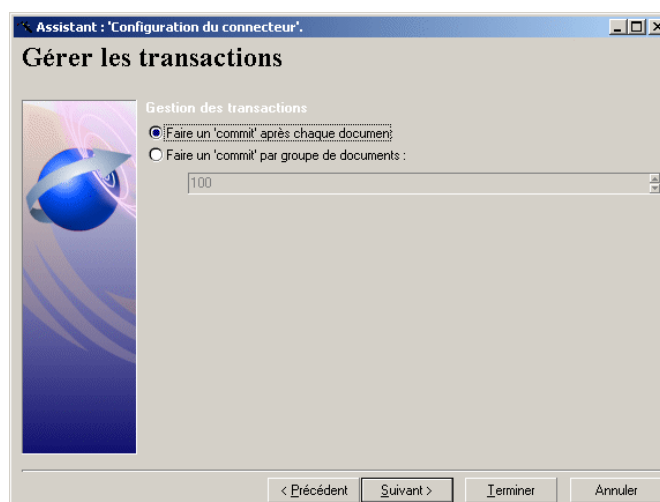 Assistant : 'Configuration du connecteur'.
Gérer les transactions
Gestion des transactions
Faire un 'commit' après chaque documen
Faire un 'commit' par groupe de documents :
100
< Précédent
Suivant >
Terminer
Annuler